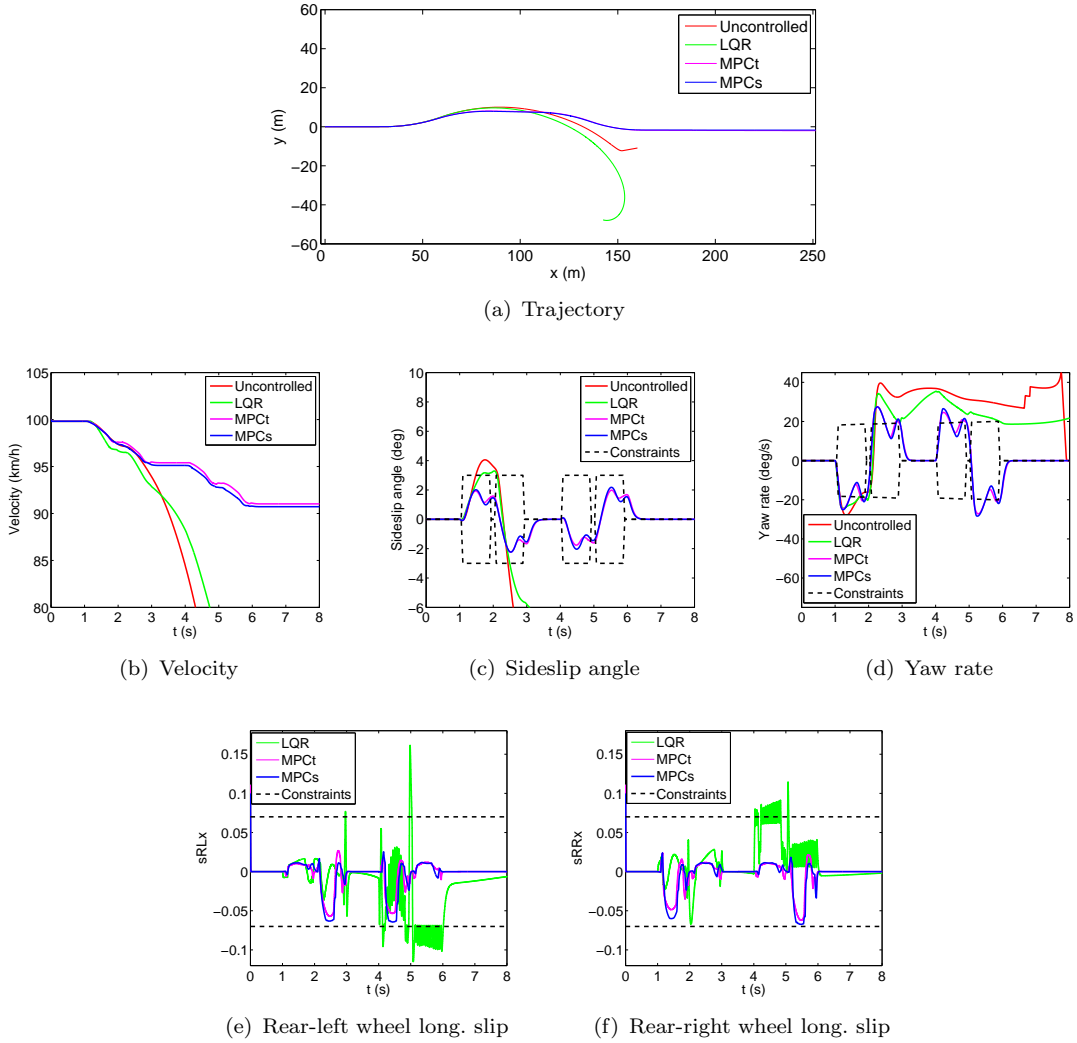 60
40
20
0
−20
−40
−60
y (m)
0
50
100
150
200
250
x (m)
Uncontrolled
LQR
MPCt
MPCs
(a) Trajectory
105
100
95
90
85
80
Velocity (km/h)
0 1 2 3 4 5 6 7 8
t (s)
Uncontrolled
LQR
MPCt
MPCs
(b) Velocity
6
4
2
0
−2
−4
−6
Sideslip angle (deg)
0 1 2 3 4 5 6 7 8
t (s)
Uncontrolled
LQR
MPCt
MPCs
Constraints
(c) Sideslip angle
40
20
0
−20
−40
−60
Yaw rate (deg/s)
0 1 2 3 4 5 6 7 8
t (s)
Uncontrolled
LQR
MPCt
MPCs
Constraints
(d) Yaw rate
0.15
0.1
0.05
0
−0.05
−0.1
sRLx
0 1 2 3 4 5 6 7 8
t (s)
LQR
MPCt
MPCs
Constraints
(e) Rear-left wheel long. slip
0.15
0.1
0.05
0
−0.05
−0.1
sRRx
0 1 2 3 4 5 6 7 8
t (s)
LQR
MPCt
MPCs
Constraints
(f) Rear-right wheel long. slip